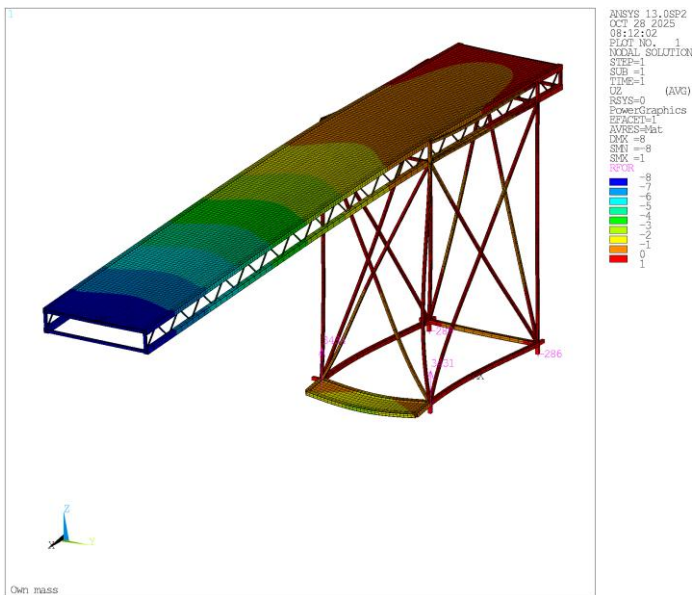 1
ANSYS 13.0SP2
OCT 28 2025
08:12:02
PLOT NO. 1
NODAL SOLUTION
STEP=1
SUB =1
TIME=1
UZ (AVG)
RSYS=0
PowerGraphics
EFACET=1
AVRES=Mat
DMX =8
SMN =-8
SMX =1
RFOR
-8
-7
-6
-5
-4
-3
-2
-1
0
1
-286
X
Z
Y
X
Own mass